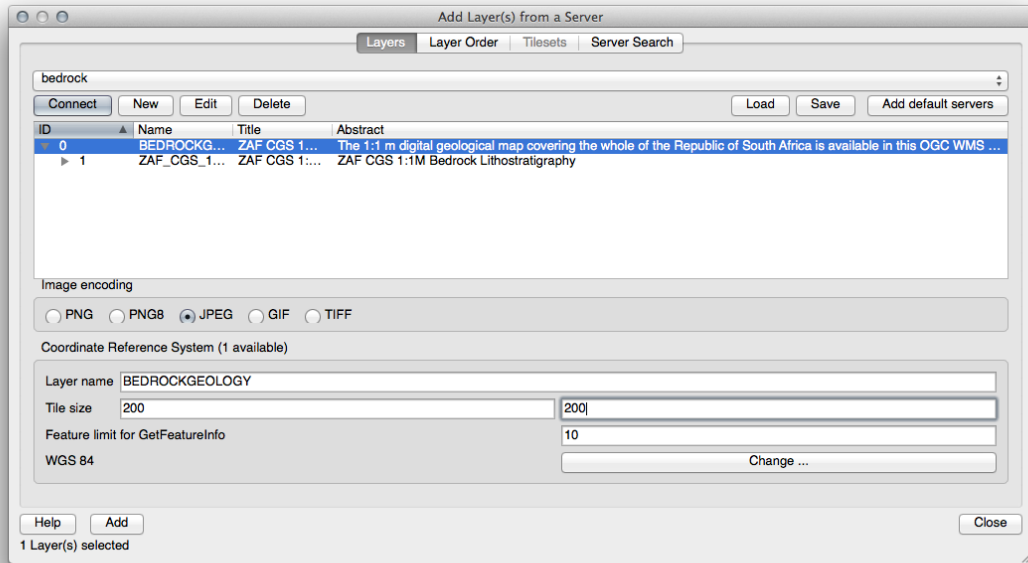 Add Layer(s) from a Server
Layers Layer Order Tilesets Server Search
bedrock
Connect New Edit Delete Load Save Add default servers
ID Name Title Abstract
0 BEDROCKG... ZAF CGS 1... The 1:1 m digital geological map covering the whole of the Republic of South Africa is available in this OGC WMS ...
1 ZAF_CGS_1... ZAF CGS 1:... ZAF CGS 1:1M Bedrock Lithostratigraphy
Image encoding
PNG PNG8 JPEG GIF TIFF
Coordinate Reference System (1 available)
Layer name BEDROCKGEOLOGY
Tile size 200 200
Feature limit for GetFeatureInfo 10
WGS 84 Change ...
Help Add Close
1 Layer(s) selected